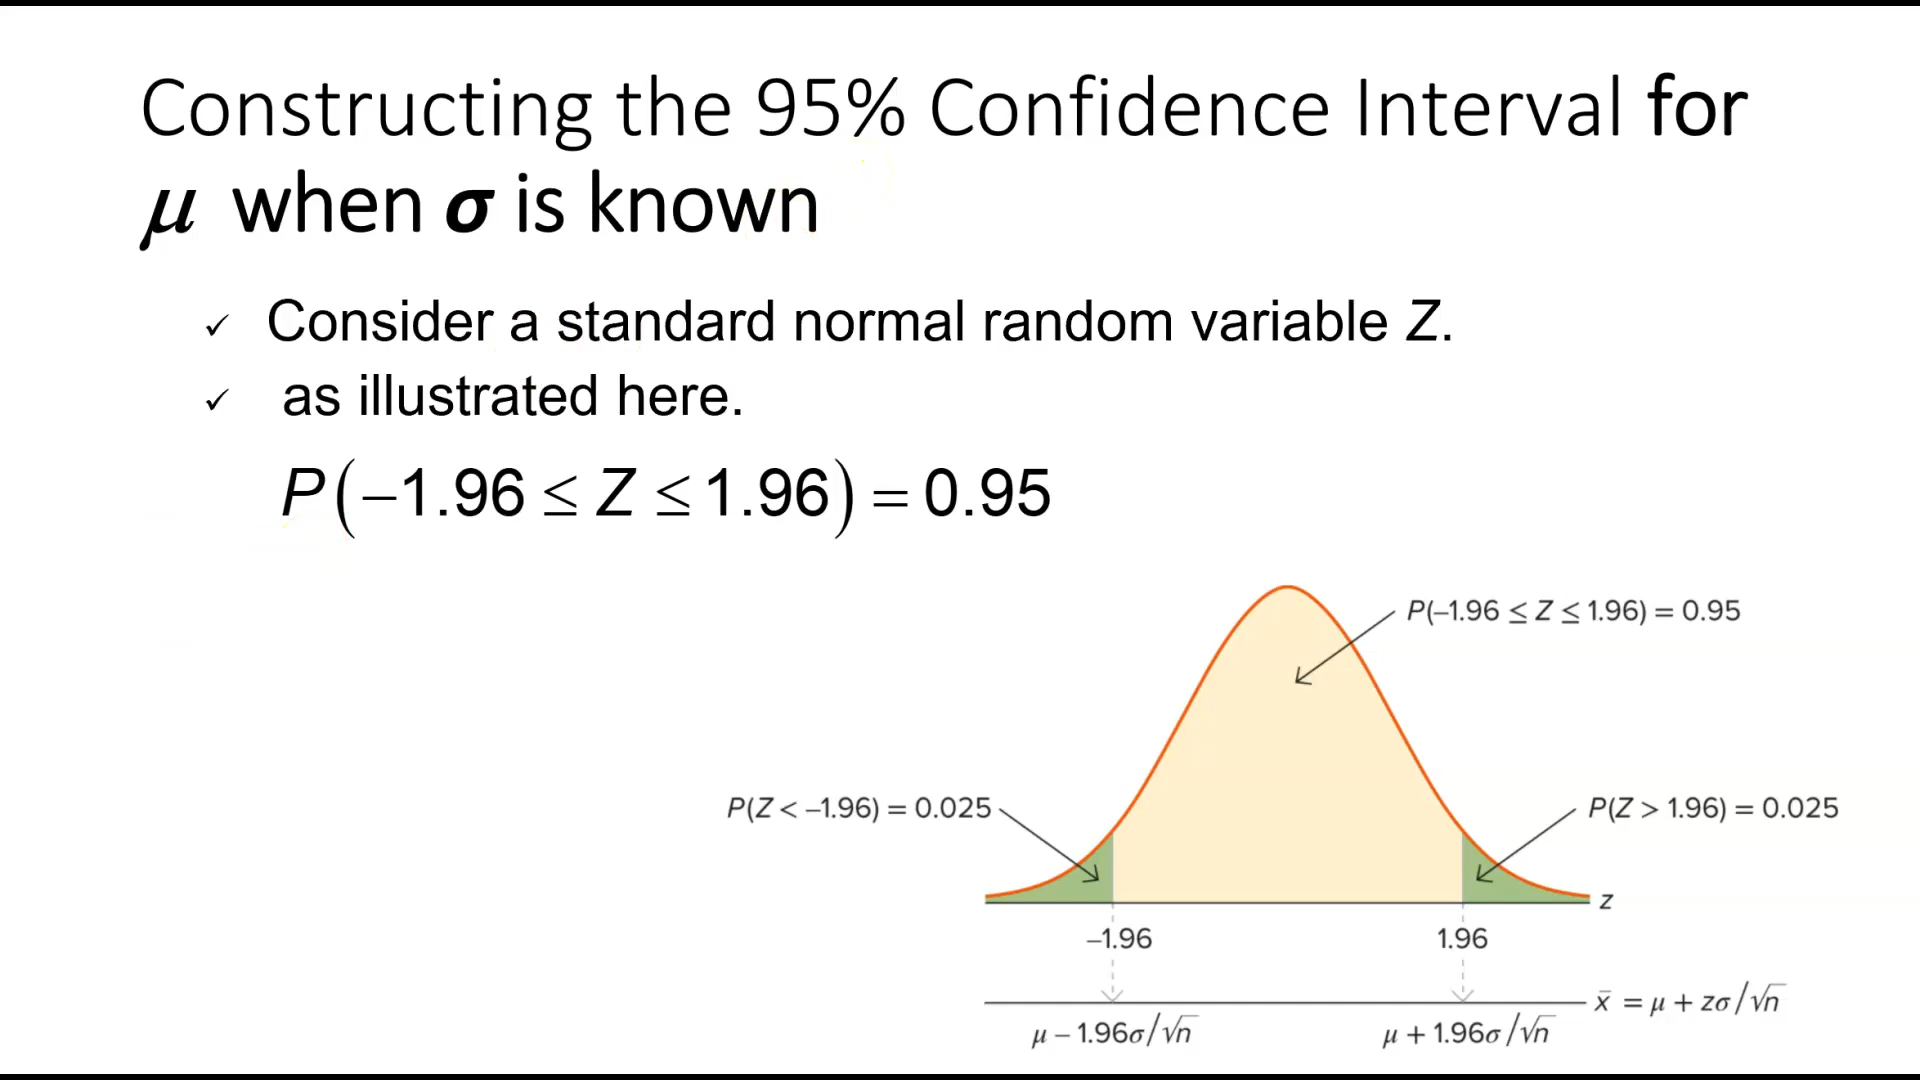 Constructing the 95% Confidence Interval for
μ when σ is known
✓ Consider a standard normal random variable Z.
✓ as illustrated here.
P(−1.96 ≤ Z ≤ 1.96) = 0.95
P(−1.96 ≤ Z ≤ 1.96) = 0.95
P(Z < −1.96) = 0.025
P(Z > 1.96) = 0.025
z
−1.96
1.96
x̄ = μ + zσ/√n
μ − 1.96σ/√n
μ + 1.96σ/√n